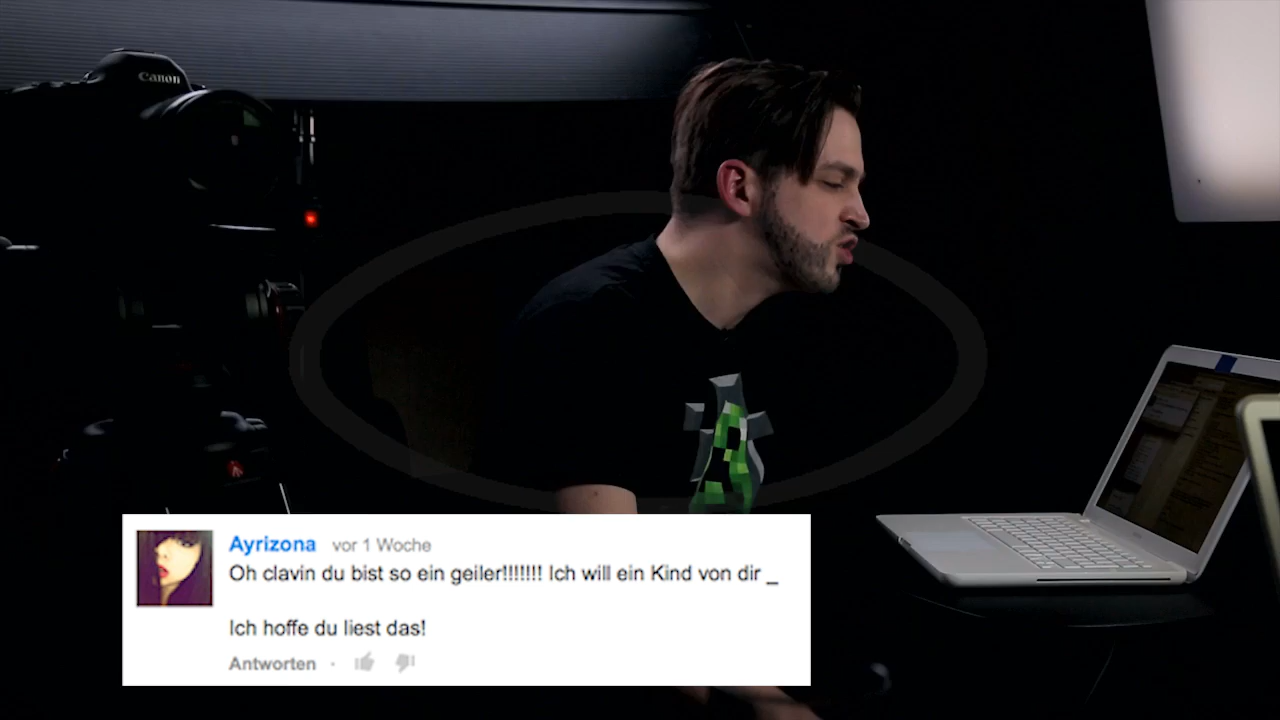 Canon
Ayrizona vor 1 Woche
Oh clavin du bist so ein geiler!!!!!!! Ich will ein Kind von dir _
Ich hoffe du liest das!
Antworten ·